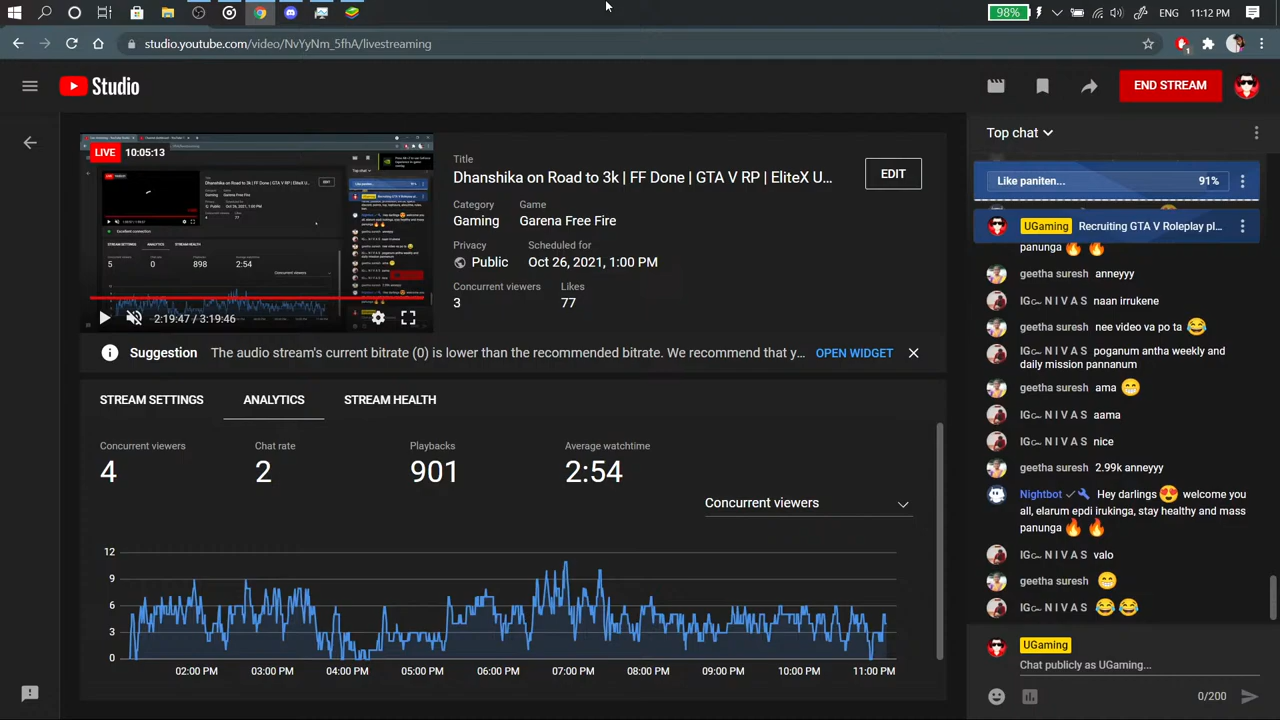 98%
ENG
11:12 PM
studio.youtube.com/video/NvYyNm_5fhA/livestreaming
1
Studio
END STREAM
LIVE 10:05:13
2:19:47 / 3:19:46
Title
Dhanshika on Road to 3k | FF Done | GTA V RP | EliteX U...
EDIT
Category
Gaming
Game
Garena Free Fire
Privacy
Public
Scheduled for
Oct 26, 2021, 1:00 PM
Concurrent viewers
3
Likes
77
Suggestion The audio stream's current bitrate (0) is lower than the recommended bitrate. We recommend that y...
OPEN WIDGET
STREAM SETTINGS
ANALYTICS
STREAM HEALTH
Concurrent viewers
4
Chat rate
2
Playbacks
901
Average watchtime
2:54
Concurrent viewers
12
9
6
3
0
02:00 PM 03:00 PM 04:00 PM 05:00 PM 06:00 PM 07:00 PM 08:00 PM 09:00 PM 10:00 PM 11:00 PM
Top chat
Like paniten... 91%
UGaming Recruiting GTA V Roleplay pl...
panunga 🔥 🔥
geetha suresh anneyyy
N I V A S naan irrukene
geetha suresh nee video va po ta 😂
N I V A S poganum antha weekly and
daily mission pannanum
geetha suresh ama 😁
N I V A S aama
N I V A S nice
geetha suresh 2.99k anneyyy
Nightbot Hey darlings 😍 welcome you
all, elarum epdi irukinga, stay healthy and mass
panunga 🔥 🔥
N I V A S valo
geetha suresh 😁
N I V A S 😂😂
UGaming
Chat publicly as UGaming...
0/200